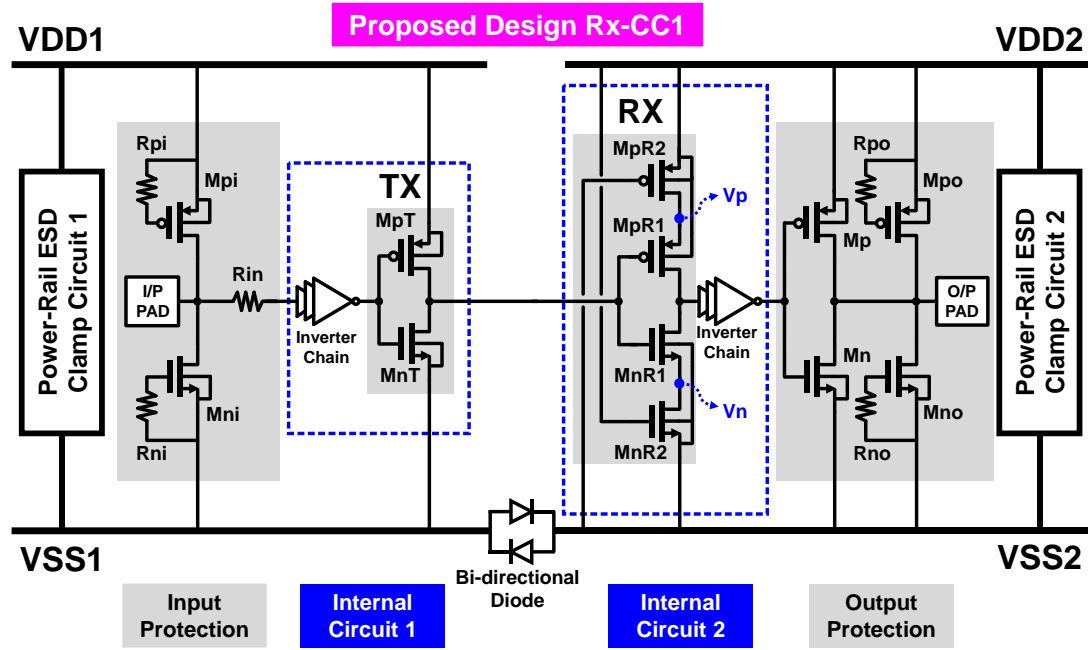 Proposed Design Rx-CC1
VDD1
VDD2
Power-Rail ESD
Clamp Circuit 1
Rpi
Mpi
I/P
PAD
Rin
Mni
Rni
TX
MpT
Inverter
Chain
MnT
RX
MpR2
Vp
MpR1
Inverter
Chain
MnR1
Vn
MnR2
Rpo
Mpo
Mp
O/P
PAD
Mn
Mno
Rno
Power-Rail ESD
Clamp Circuit 2
VSS1
VSS2
Bi-directional
Diode
Input
Protection
Internal
Circuit 1
Internal
Circuit 2
Output
Protection